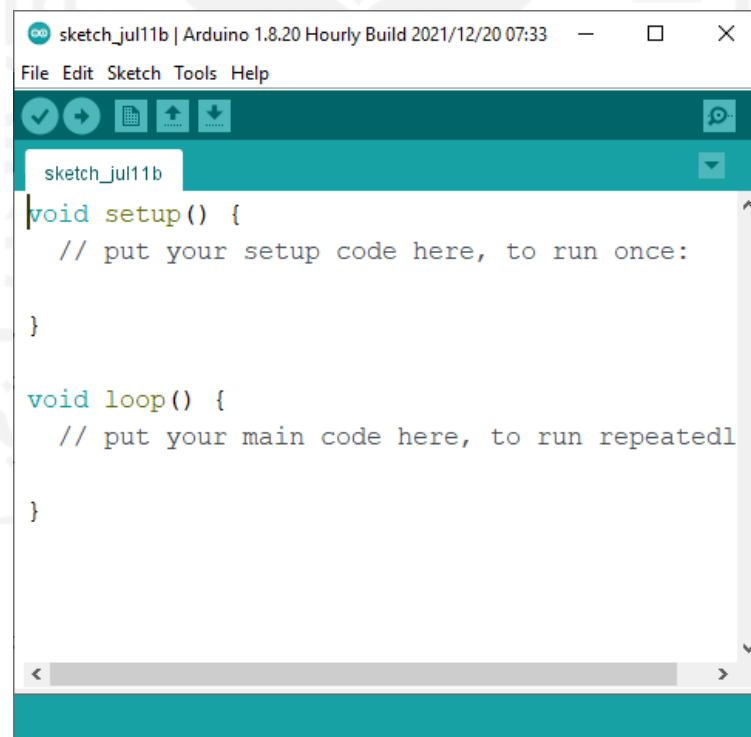 sketch_jul11b | Arduino 1.8.20 Hourly Build 2021/12/20 07:33
File Edit Sketch Tools Help
sketch_jul11b
void setup() {
  // put your setup code here, to run once:
}
void loop() {
  // put your main code here, to run repeatedl
}